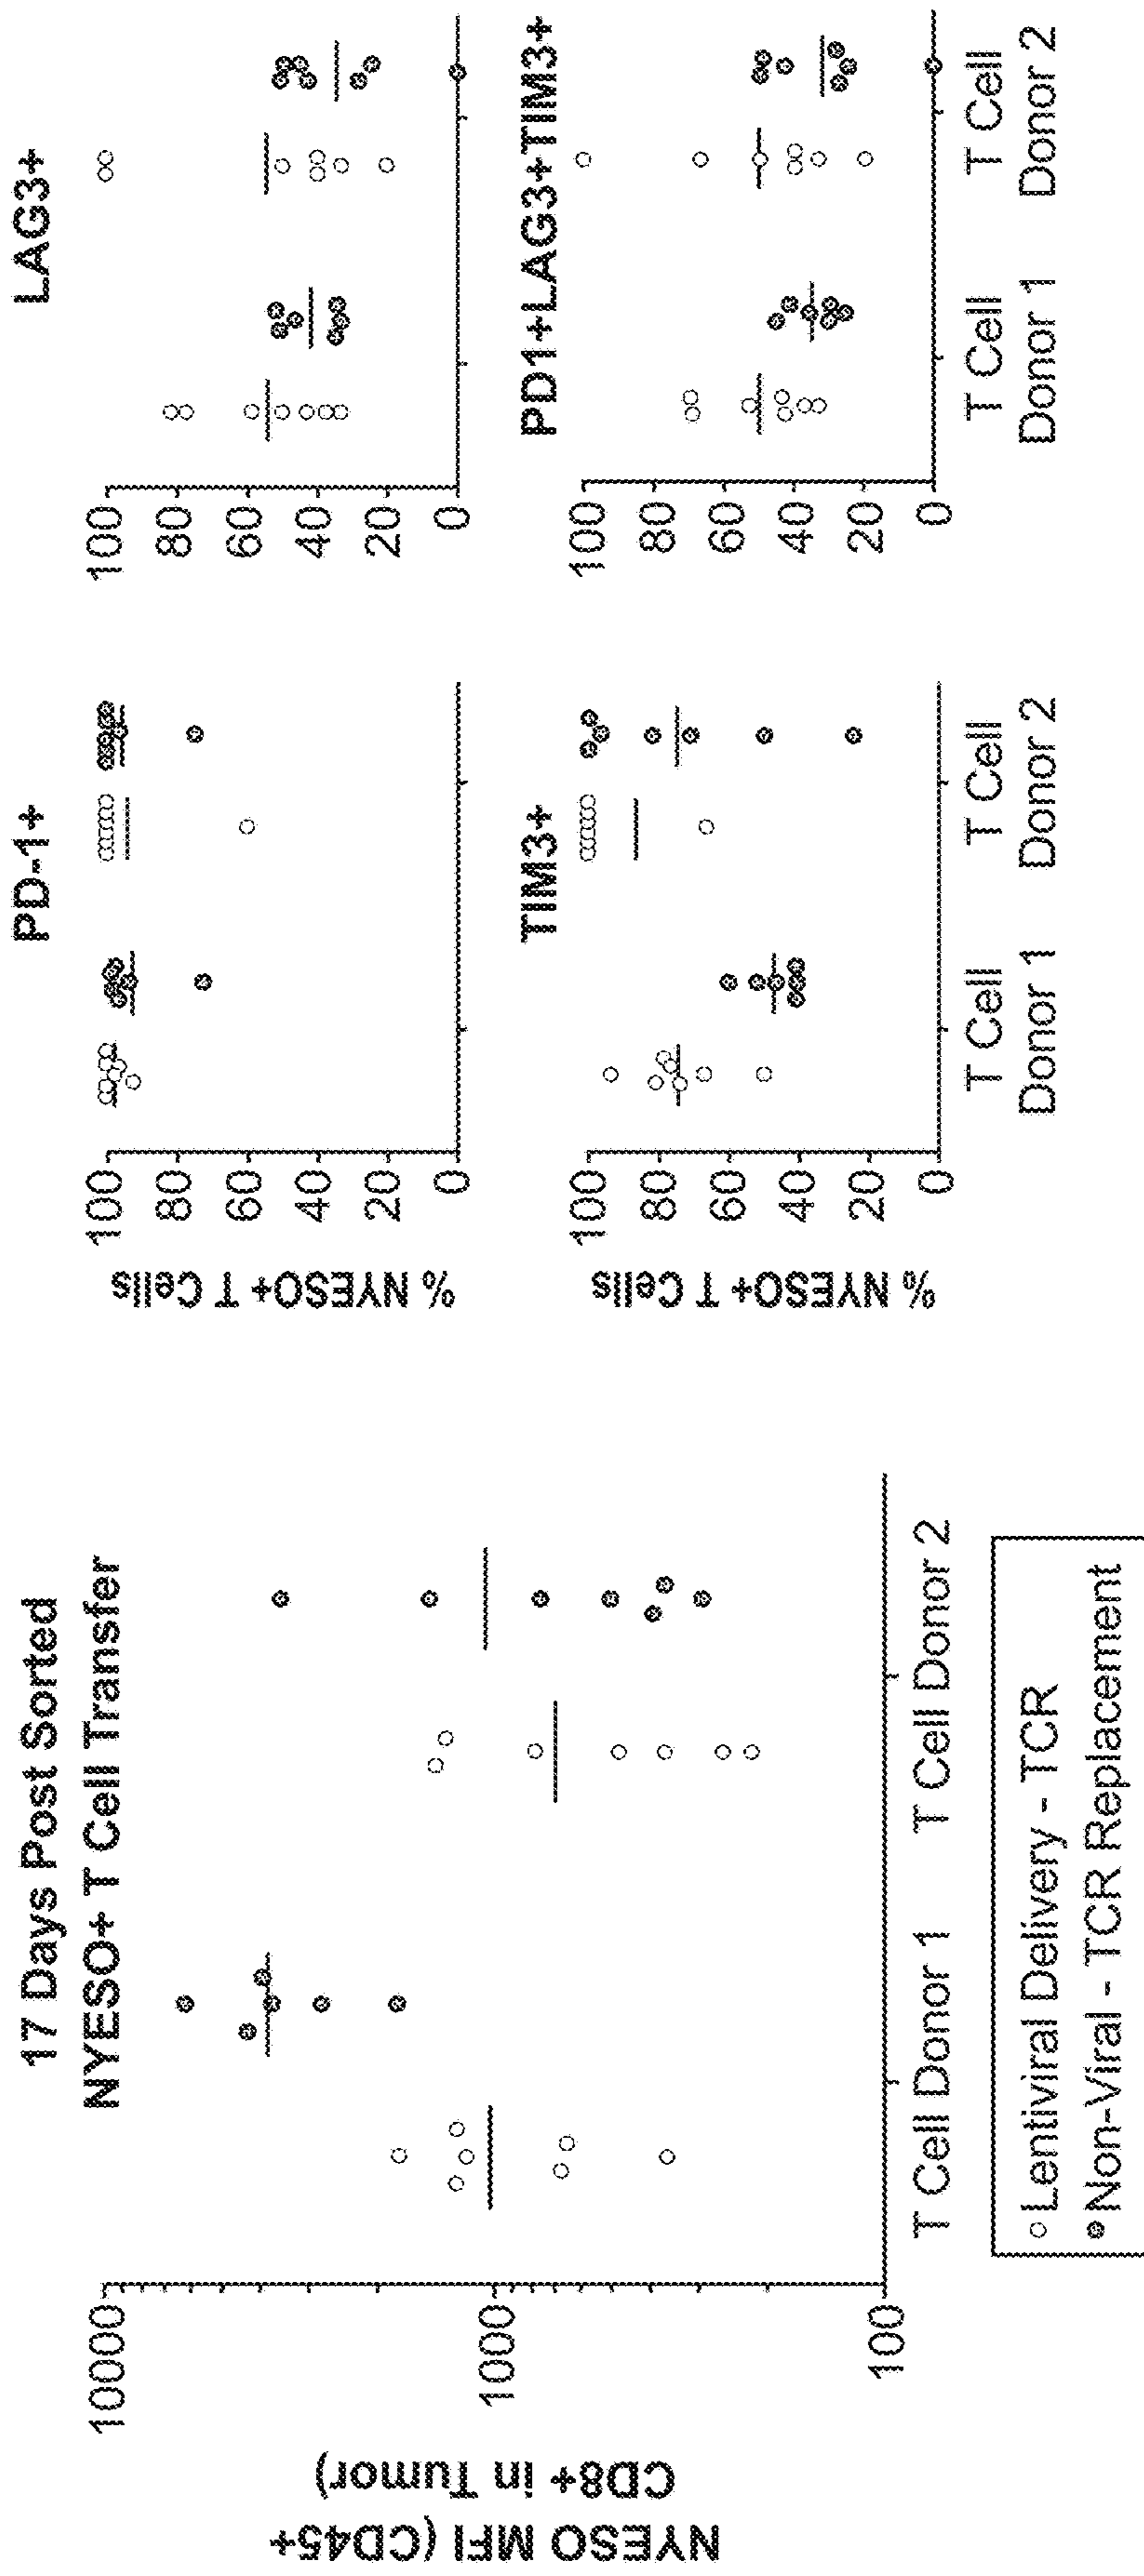 17 Days Post Sorted
NYESO+ T Cell Transfer
NYESO MFI (CD45+
CD8+ in Tumor)
10000
1000
100
T Cell Donor 1
T Cell Donor 2
Lentiviral Delivery - TCR
Non-Viral - TCR Replacement
PD-1+
% NYESO+ T Cells
100
80
60
40
20
0
LAG3+
100
80
60
40
20
0
TIM3+
% NYESO+ T Cells
100
80
60
40
20
0
T Cell
Donor 1
T Cell
Donor 2
PD1+LAG3+TIM3+
100
80
60
40
20
0
T Cell
Donor 1
T Cell
Donor 2